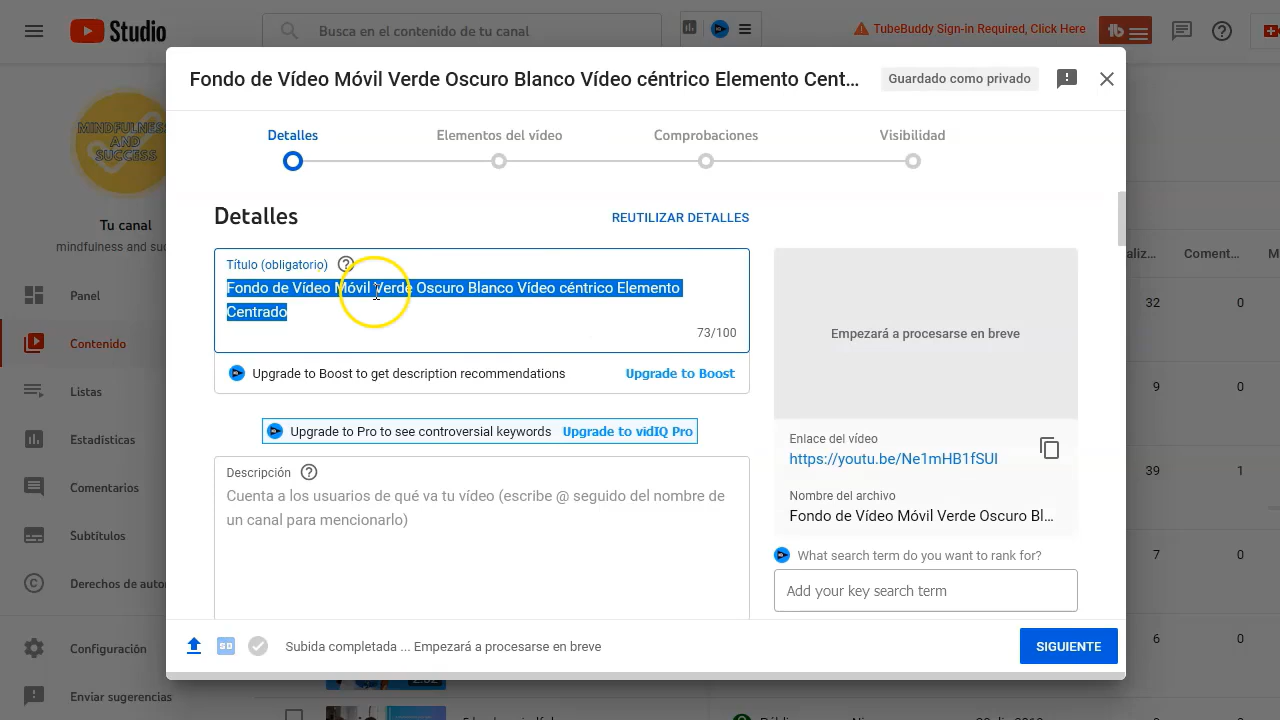 Studio
Busca en el contenido de tu canal
TubeBuddy Sign-in Required, Click Here
tb
Fondo de Vídeo Móvil Verde Oscuro Blanco Vídeo céntrico Elemento Cent...
Guardado como privado
Detalles
Elementos del vídeo
Comprobaciones
Visibilidad
MINDFULNESS
AND
SUCCESS
Tu canal
mindfulness and suc
Panel
Contenido
Listas
Estadísticas
Comentarios
Subtítulos
Derechos de auto
Configuración
Enviar sugerencias
Detalles
REUTILIZAR DETALLES
Título (obligatorio)
Fondo de Vídeo Móvil Verde Oscuro Blanco Vídeo céntrico Elemento
Centrado
73/100
Upgrade to Boost to get description recommendations
Upgrade to Boost
Upgrade to Pro to see controversial keywords
Upgrade to vidIQ Pro
Descripción
Cuenta a los usuarios de qué va tu vídeo (escribe @ seguido del nombre de
un canal para mencionarlo)
Empezará a procesarse en breve
Enlace del vídeo
https://youtu.be/Ne1mHB1fSUI
Nombre del archivo
Fondo de Vídeo Móvil Verde Oscuro Bl...
What search term do you want to rank for?
Add your key search term
SD
Subida completada ... Empezará a procesarse en breve
SIGUIENTE
aliz...
Coment...
32
0
9
0
39
1
7
0
6
0